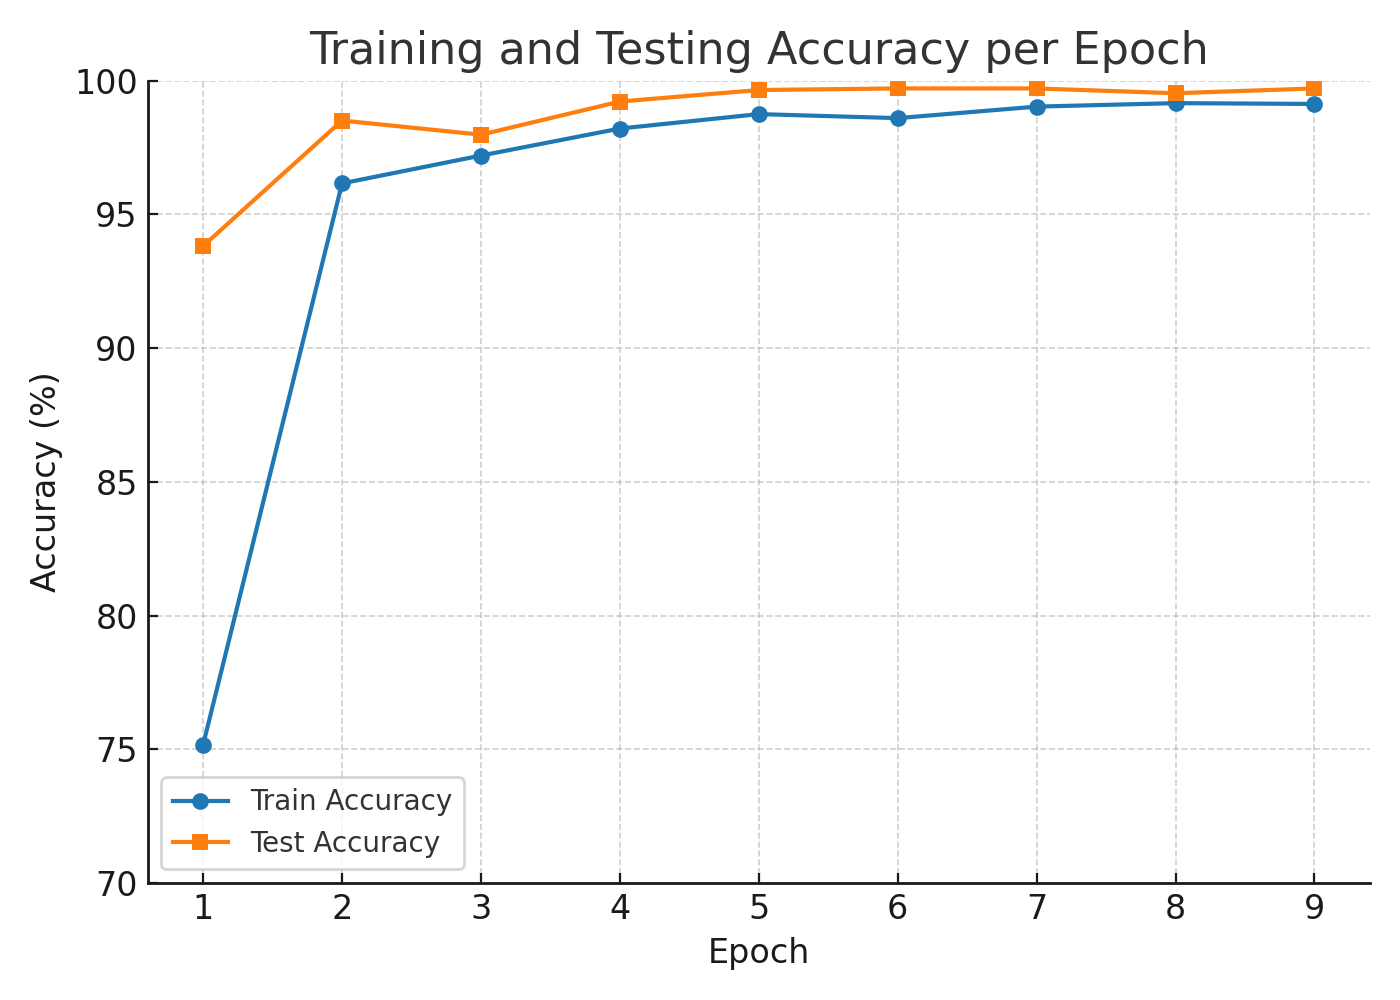 Training and Testing Accuracy per Epoch
100
95
90
85
80
75
70
Accuracy (%)
Train Accuracy
Test Accuracy
1 2 3 4 5 6 7 8 9
Epoch